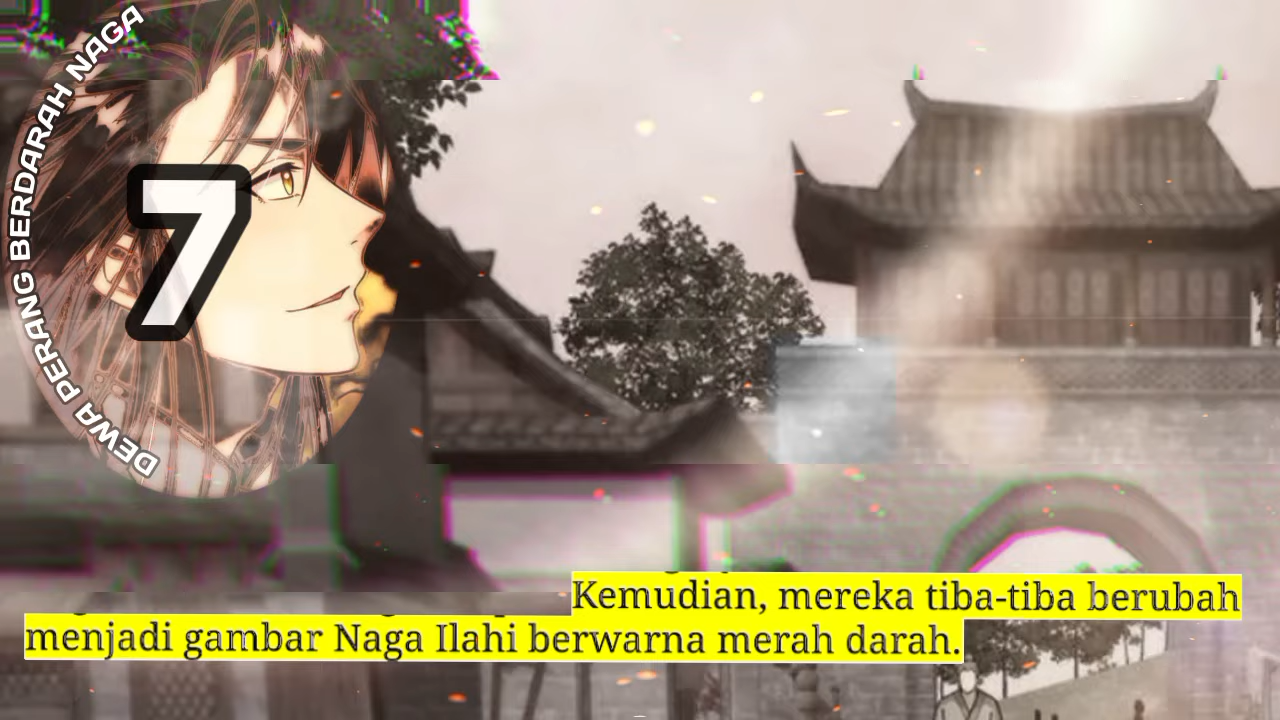 DEWA PERANG BERDARAH NAGA
7
Kemudian, mereka tiba-tiba berubah
menjadi gambar Naga Ilahi berwarna merah darah.